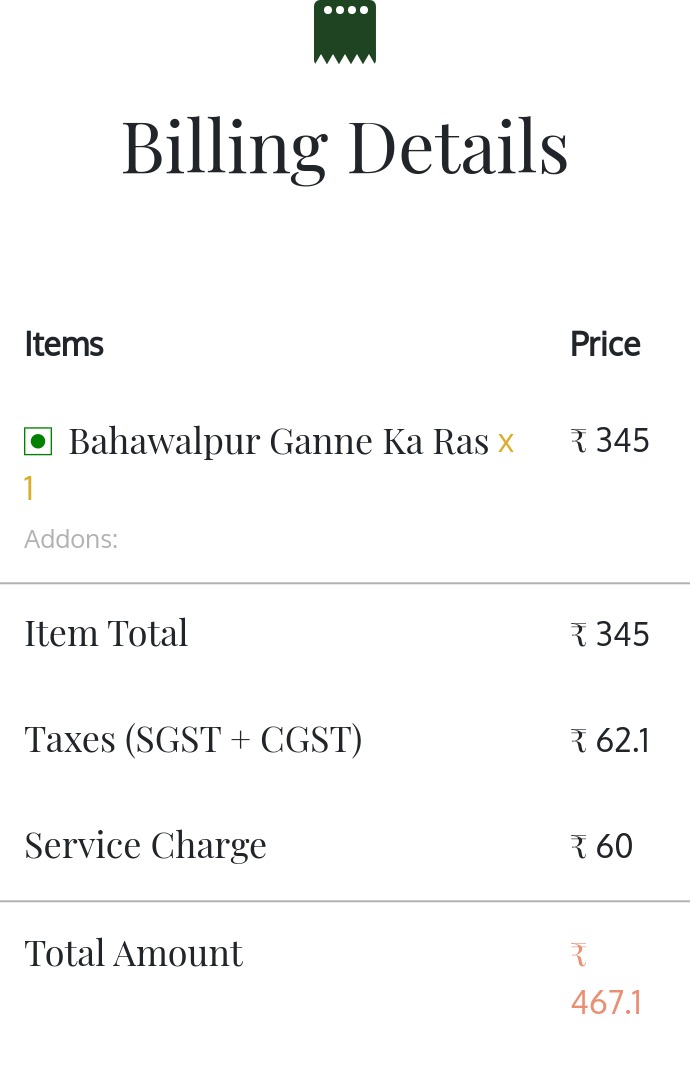 Billing Details
Items Price
Bahawalpur Ganne Ka Ras x ₹ 345
1
Addons:
Item Total ₹ 345
Taxes (SGST + CGST) ₹ 62.1
Service Charge ₹ 60
Total Amount ₹
467.1